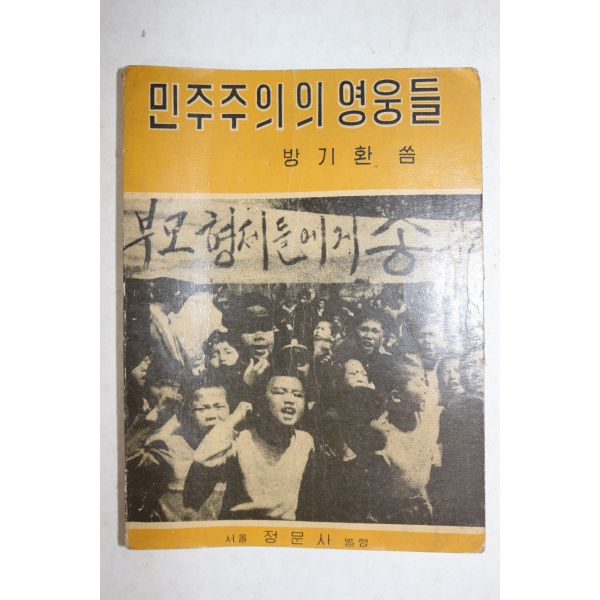 민주주의의 영웅들
방기환 씀
부모 형제들에게 총
서울 정문사 발행